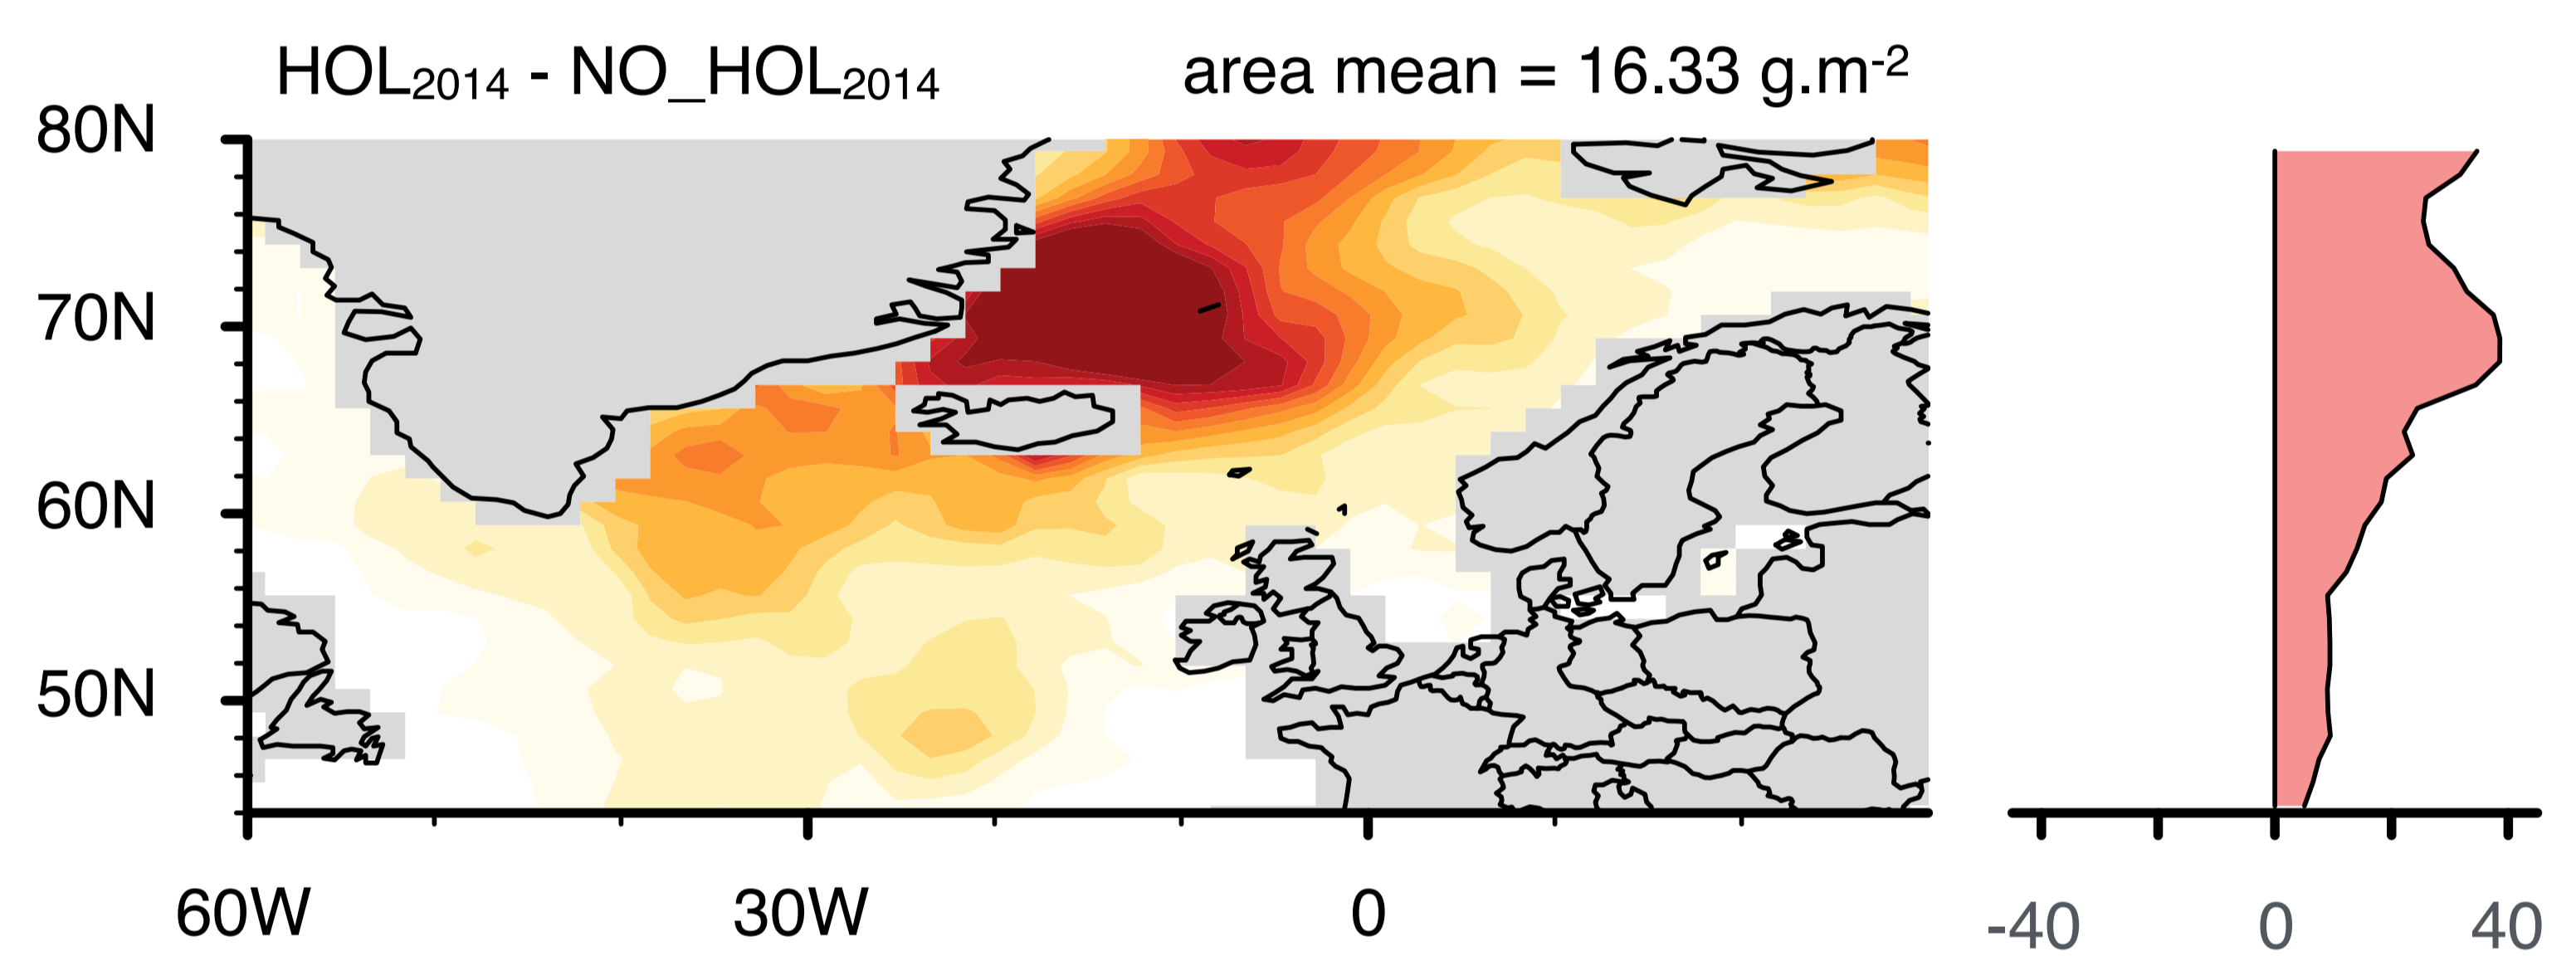 HOL2014 - NO_HOL2014 area mean = 16.33 g.m-2
80N
70N
60N
50N
60W 30W 0 -40 0 40